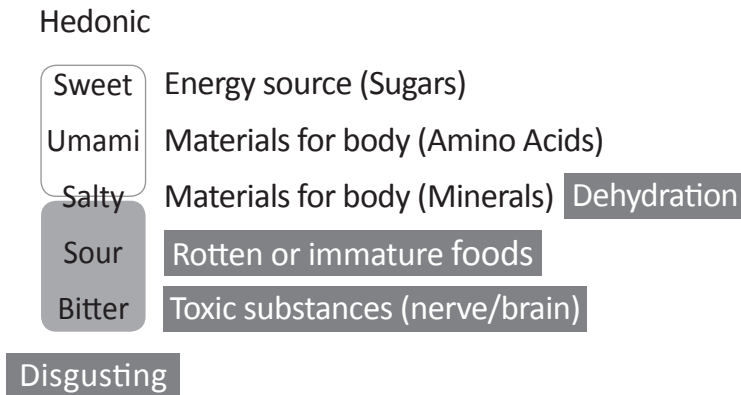 Hedonic
Sweet Energy source (Sugars)
Umami Materials for body (Amino Acids)
Salty Materials for body (Minerals) Dehydration
Sour Rotten or immature foods
Bitter Toxic substances (nerve/brain)
Disgusting